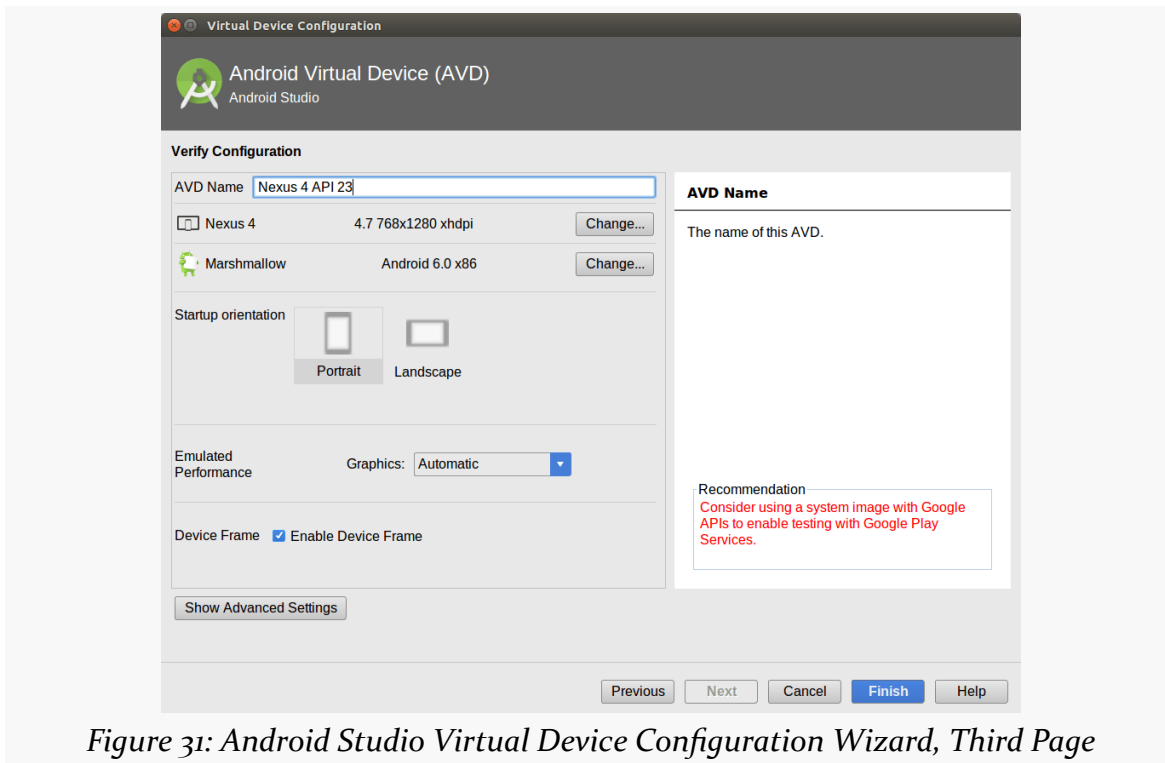 Virtual Device Configuration
Android Virtual Device (AVD)
Android Studio
Verify Configuration
AVD Name Nexus 4 API 23
Nexus 4 4.7 768x1280 xhdpi Change...
Marshmallow Android 6.0 x86 Change...
Startup orientation
Portrait Landscape
Emulated
Performance
Graphics: Automatic
Device Frame Enable Device Frame
Show Advanced Settings
AVD Name
The name of this AVD.
Recommendation
Consider using a system image with Google
APIs to enable testing with Google Play
Services.
Previous Next Cancel Finish Help
Figure 31: Android Studio Virtual Device Configuration Wizard, Third Page